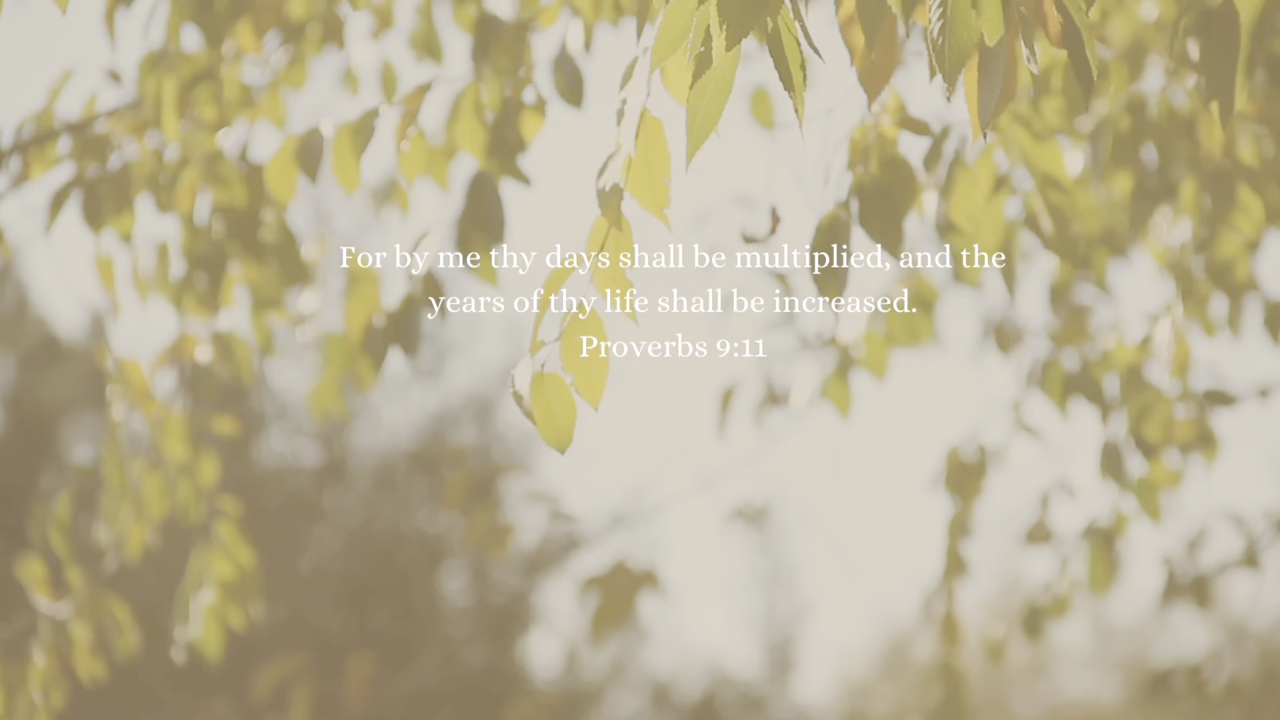 For by me thy days shall be multiplied, and the
years of thy life shall be increased.
Proverbs 9:11